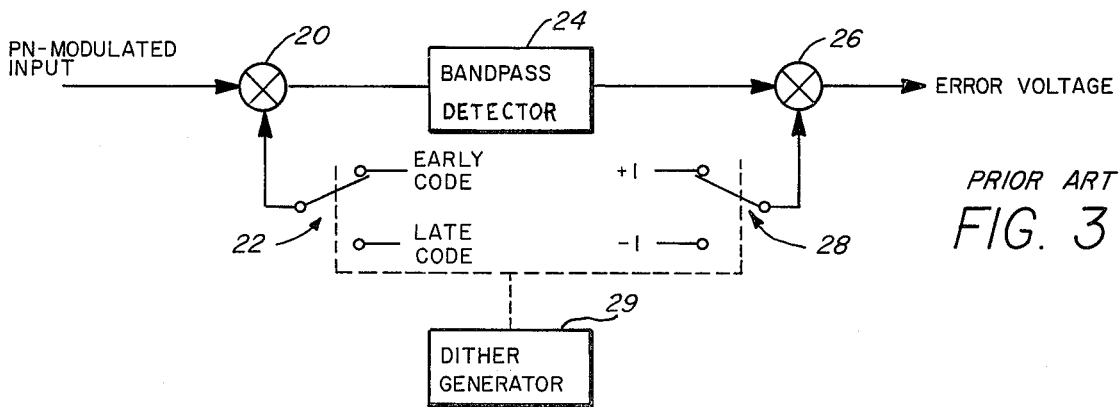 20
24
26
PN-MODULATED
INPUT
BANDPASS
DETECTOR
ERROR VOLTAGE
EARLY
CODE
+1
22
LATE
CODE
-1
28
PRIOR ART
FIG. 3
29
DITHER
GENERATOR